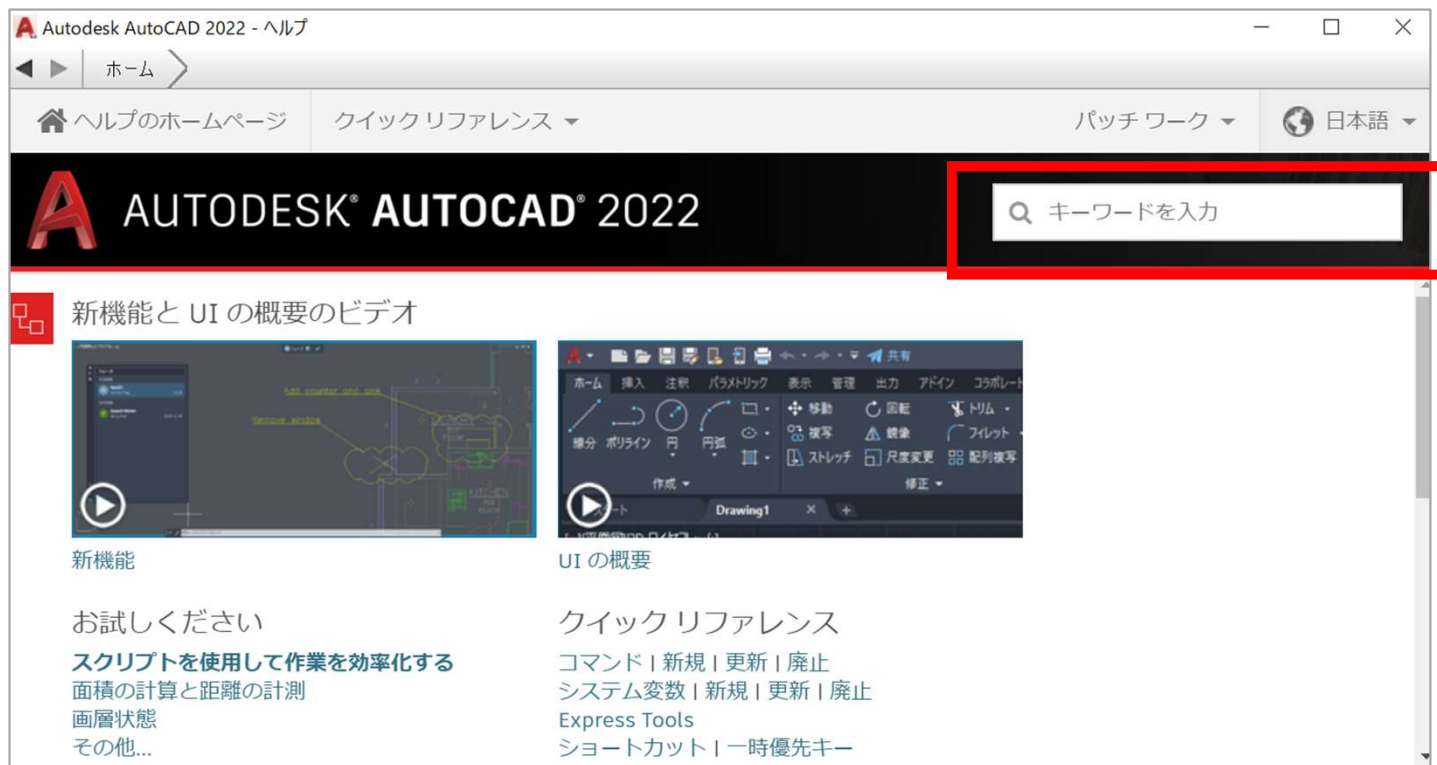 Autodesk AutoCAD 2022 - ヘルプ
ホーム
ヘルプのホームページ クイック リファレンス パッチ ワーク 日本語
AUTODESK® AUTOCAD® 2022 キーワードを入力
新機能と UI の概要のビデオ
Add counter and sink
Remove window
KITCHEN
共有
ホーム 挿入 注釈 パラメトリック 表示 管理 出力 アドイン コラボレート
線分 ポリライン 円 円弧
移動 回転 トリム
複写 鏡像 フィレット
ストレッチ 尺度変更 配列複写
作成 修正
Drawing1
新機能 UI の概要
お試しください
スクリプトを使用して作業を効率化する
面積の計算と距離の計測
画層状態
その他...
クイック リファレンス
コマンド | 新規 | 更新 | 廃止
システム変数 | 新規 | 更新 | 廃止
Express Tools
ショートカット | 一時優先キー